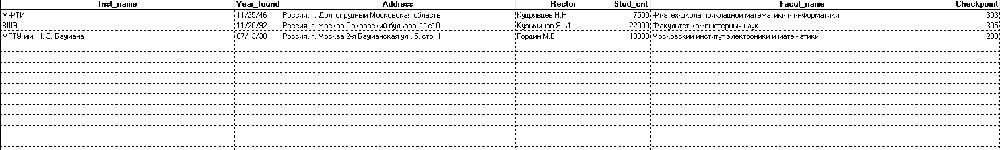 Inst_name Year_found Address Rector Stud_cnt Facul_name Checkpoint
МФТИ 11/25/46 Россия, г. Долгопрудный Московская область Кудрявцев Н.Н. 7500 Физтех-школа прикладной математики и информатики 303
ВШЭ 11/20/92 Россия, г. Москва Покровский бульвар, 11с10 Кузьминов Я. И. 22000 Факультет компьютерных наук 305
МГТУ им. Н. Э. Баумана 07/13/30 Россия, г. Москва 2-я Бауманская ул., 5, стр. 1 Гордин М.В. 19000 Московский институт электроники и математики 298